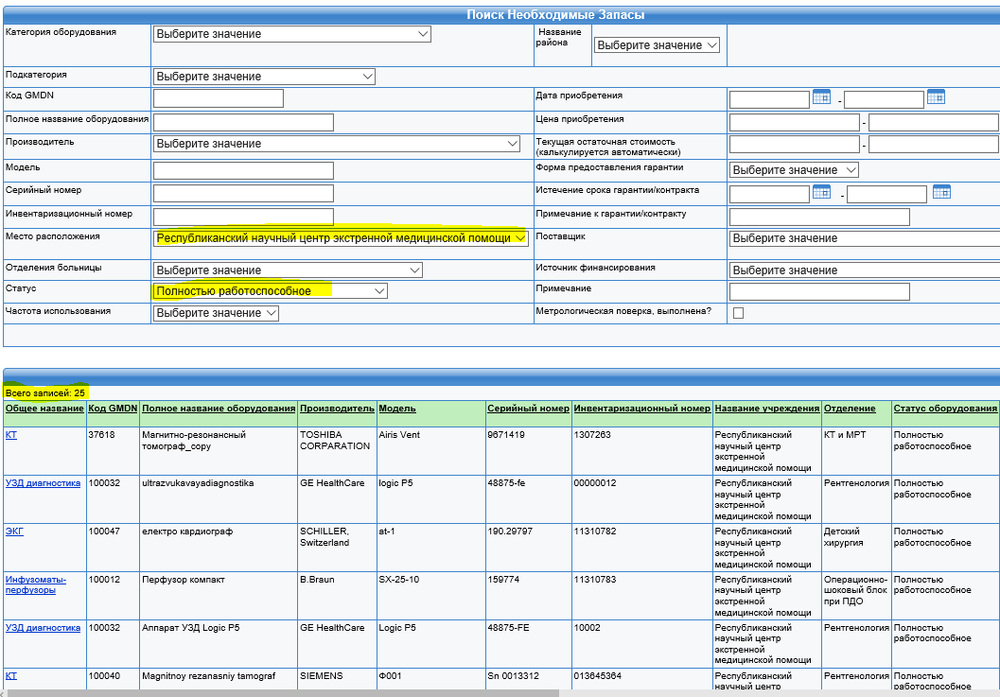 Поиск Необходимые Запасы
Категория оборудования Выберите значение Название района Выберите значение
Подкатегория Выберите значение
Код GMDN Дата приобретения -
Полное название оборудования Цена приобретения -
Производитель Выберите значение Текущая остаточная стоимость (калькулируется автоматически) -
Модель Форма предоставления гарантии Выберите значение
Серийный номер Истечение срока гарантии/контракта -
Инвентаризационный номер Примечание к гарантии/контракту
Место расположения Республиканский научный центр экстренной медицинской помощи Поставщик Выберите значение
Отделения больницы Выберите значение Источник финансирования Выберите значение
Статус Полностью работоспособное Примечание
Частота использования Выберите значение Метрологическая поверка, выполнена?
Всего записей: 25
Общее название Код GMDN Полное название оборудования Производитель Модель Серийный номер Инвентаризационный номер Название учреждения Отделение Статус оборудования
КТ 37618 Магнитно-резонансный TOSHIBA Airis Vent 9671419 1307263 Республиканский КТ и МРТ Полностью
томограф_copy CORPARATION научный центр работоспособное
экстренной
медицинской помощи
УЗД диагностика 100032 ultrazvukavayadiagnostika GE HealthCare logic P5 48875-fe 00000012 Республиканский Рентгенология Полностью
научный центр работоспособное
экстренной
медицинской помощи
ЭКГ 100047 електро кардиограф SCHILLER, at-1 190.29797 11310782 Республиканский Детский Полностью
Switzerland научный центр хирургия работоспособное
экстренной
медицинской помощи
Инфузоматы- 100012 Перфузор компакт B.Braun SX-25-10 159774 11310783 Республиканский Операционно- Полностью
перфузоры научный центр шоковый блок работоспособное
экстренной при ПДО
медицинской помощи
УЗД диагностика 100032 Аппарат УЗД Logic P5 GE HealthCare Logic P5 48875-FE 10002 Республиканский Рентгенология Полностью
научный центр работоспособное
экстренной
медицинской помощи
КТ 100040 Magnitnoy rezanasniy tamograf SIEMENS Ф001 Sn 0013312 013645364 Республиканский Рентгенология Полностью
научный центр работоспособное